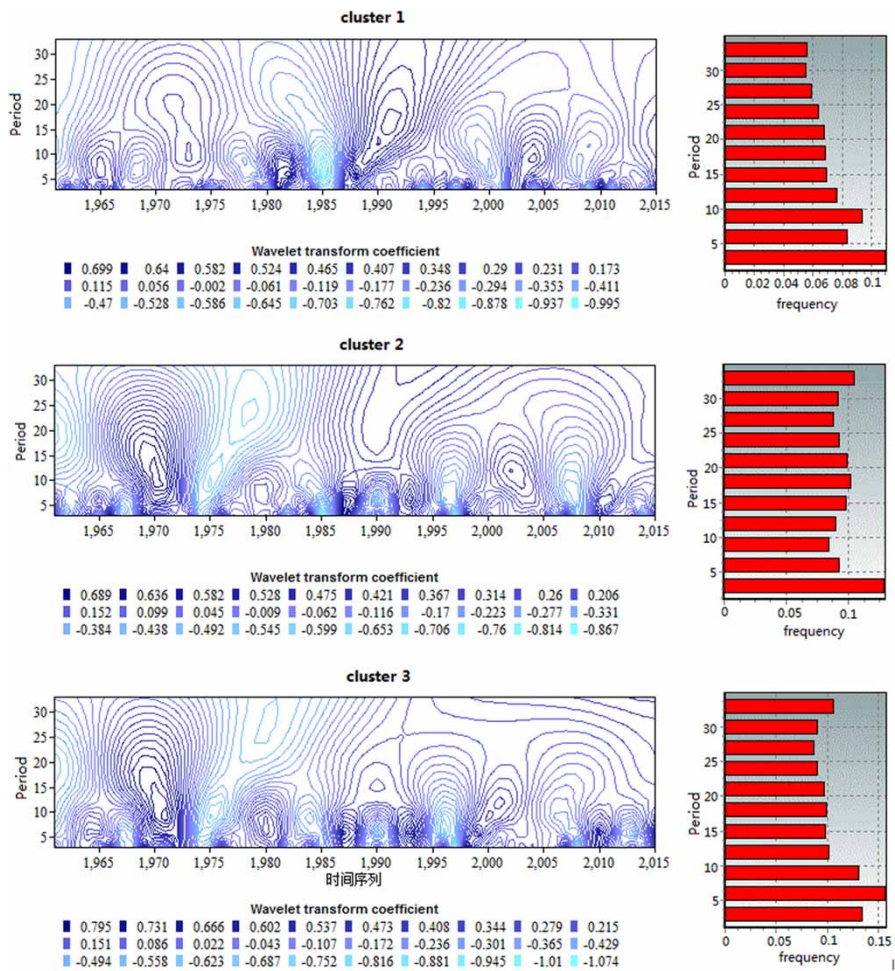 cluster 1
Period
30
25
20
15
10
5
1,965 1,970 1,975 1,980 1,985 1,990 1,995 2,000 2,005 2,010 2,015
Wavelet transform coefficient
0.699 0.64 0.582 0.524 0.465 0.407 0.348 0.29 0.231 0.173
0.115 0.056 -0.002 -0.061 -0.119 -0.177 -0.236 -0.294 -0.353 -0.411
-0.47 -0.528 -0.586 -0.645 -0.703 -0.762 -0.82 -0.878 -0.937 -0.995
Period
30
20
15
10
5
0 0.02 0.04 0.06 0.08 0.1
frequency
cluster 2
Period
30
25
20
15
10
5
1,965 1,970 1,975 1,980 1,985 1,990 1,995 2,000 2,005 2,010 2,015
Wavelet transform coefficient
0.689 0.636 0.582 0.528 0.475 0.421 0.367 0.314 0.26 0.206
0.152 0.099 0.045 -0.009 -0.062 -0.116 -0.17 -0.223 -0.277 -0.331
-0.384 -0.438 -0.492 -0.545 -0.599 -0.653 -0.706 -0.76 -0.814 -0.867
Period
30
20
15
10
5
0 0.05 0.1
frequency
cluster 3
Period
30
25
20
15
10
5
1,965 1,970 1,975 1,980 1,985 1,990 1,995 2,000 2,005 2,010 2,015
时间序列
Wavelet transform coefficient
0.795 0.731 0.666 0.602 0.537 0.473 0.408 0.344 0.279 0.215
0.151 0.086 0.022 -0.043 -0.107 -0.172 -0.236 -0.301 -0.365 -0.429
-0.494 -0.558 -0.623 -0.687 -0.752 -0.816 -0.881 -0.945 -1.01 -1.074
Period
30
20
15
10
5
0 0.05 0.1 0.15
frequency